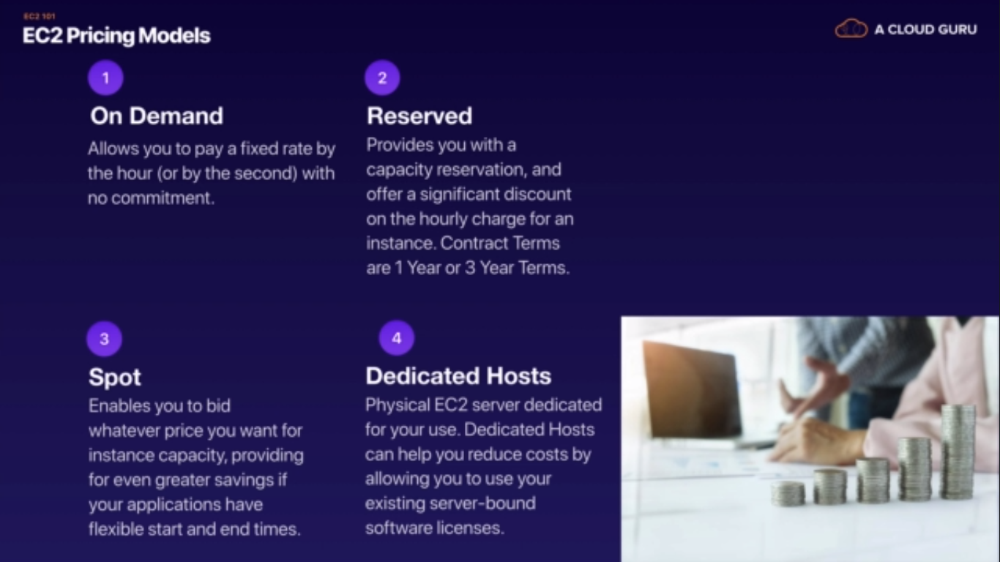 EC2 101
EC2 Pricing Models
A CLOUD GURU
1
On Demand
Allows you to pay a fixed rate by
the hour (or by the second) with
no commitment.
2
Reserved
Provides you with a
capacity reservation, and
offer a significant discount
on the hourly charge for an
instance. Contract Terms
are 1 Year or 3 Year Terms.
3
Spot
Enables you to bid
whatever price you want for
instance capacity, providing
for even greater savings if
your applications have
flexible start and end times.
4
Dedicated Hosts
Physical EC2 server dedicated
for your use. Dedicated Hosts
can help you reduce costs by
allowing you to use your
existing server-bound
software licenses.